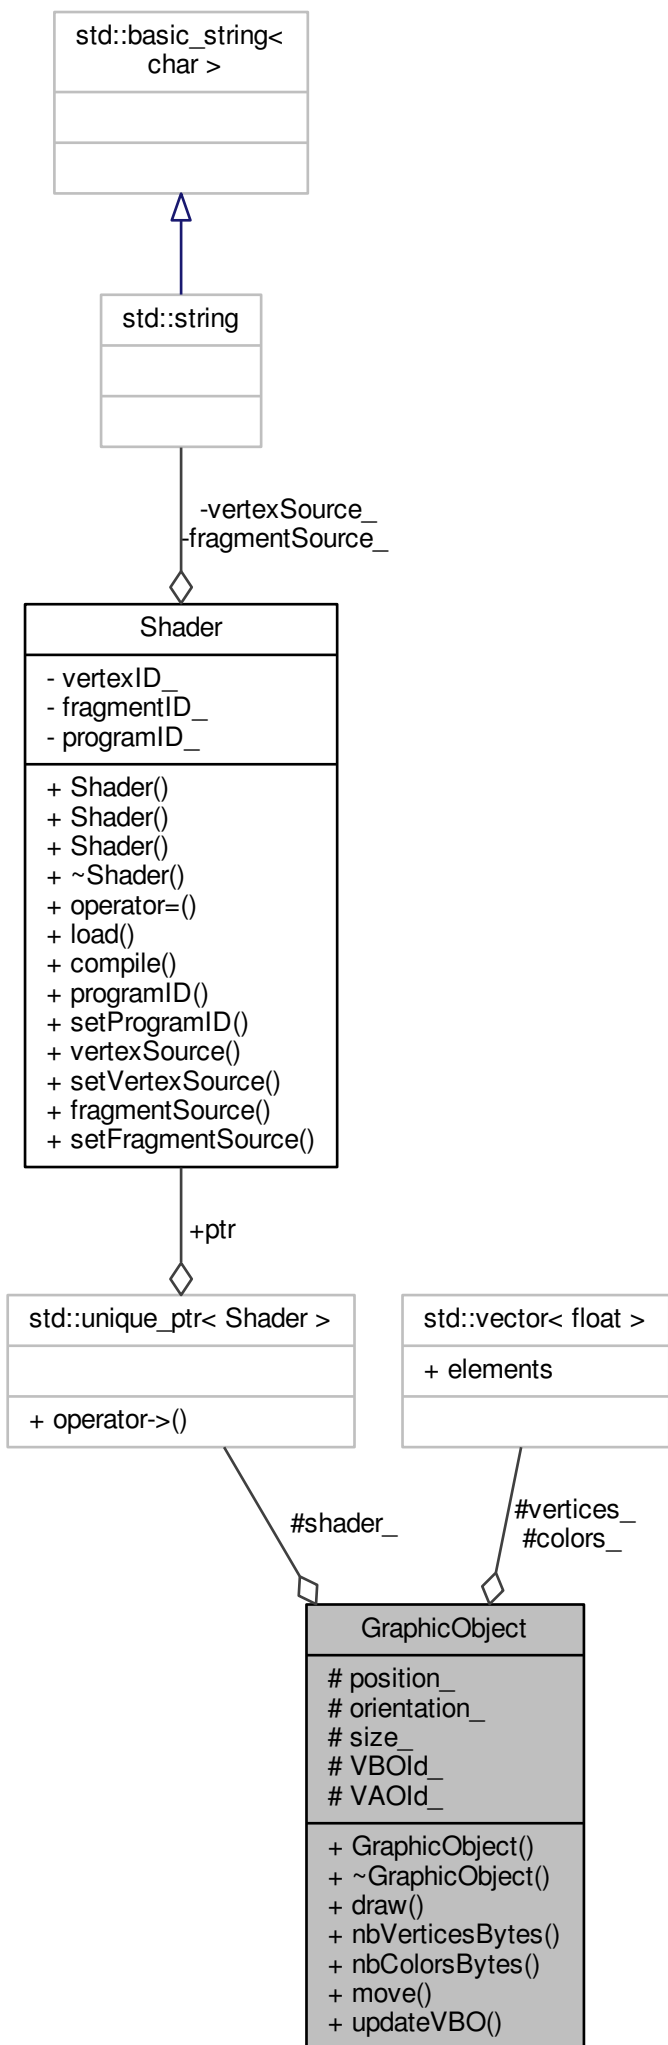 std::basic_string<
char >
std::string
-vertexSource_
-fragmentSource_
Shader
- vertexID_
- fragmentID_
- programID_
+ Shader()
+ Shader()
+ Shader()
+ ~Shader()
+ operator=()
+ load()
+ compile()
+ programID()
+ setProgramID()
+ vertexSource()
+ setVertexSource()
+ fragmentSource()
+ setFragmentSource()
+ptr
std::unique_ptr< Shader >
+ operator->()
std::vector< float >
+ elements
#shader_
#vertices_
#colors_
GraphicObject
# position_
# orientation_
# size_
# VBOId_
# VAOId_
+ GraphicObject()
+ ~GraphicObject()
+ draw()
+ nbVerticesBytes()
+ nbColorsBytes()
+ move()
+ updateVBO()